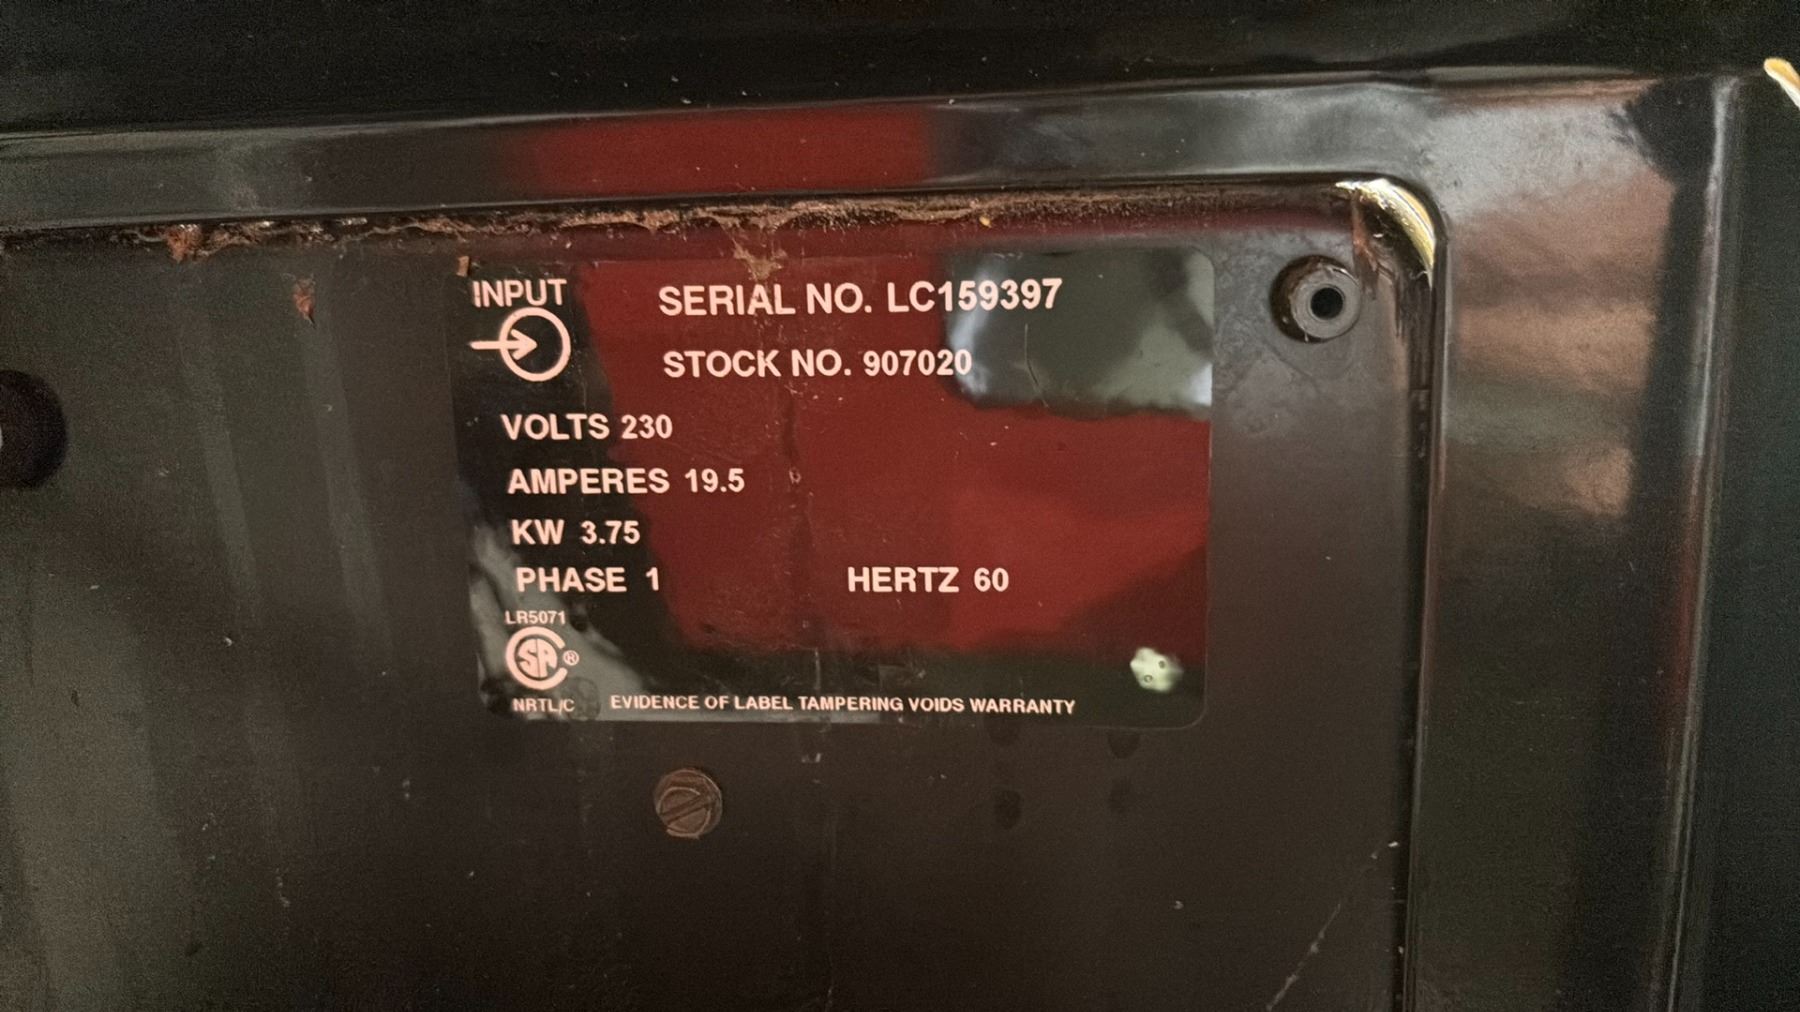 INPUT
SERIAL NO. LC159397
STOCK NO. 907020
VOLTS 230
AMPERES 19.5
KW 3.75
PHASE 1
HERTZ 60
LR5071
SA ®
NRTL/C
EVIDENCE OF LABEL TAMPERING VOIDS WARRANTY